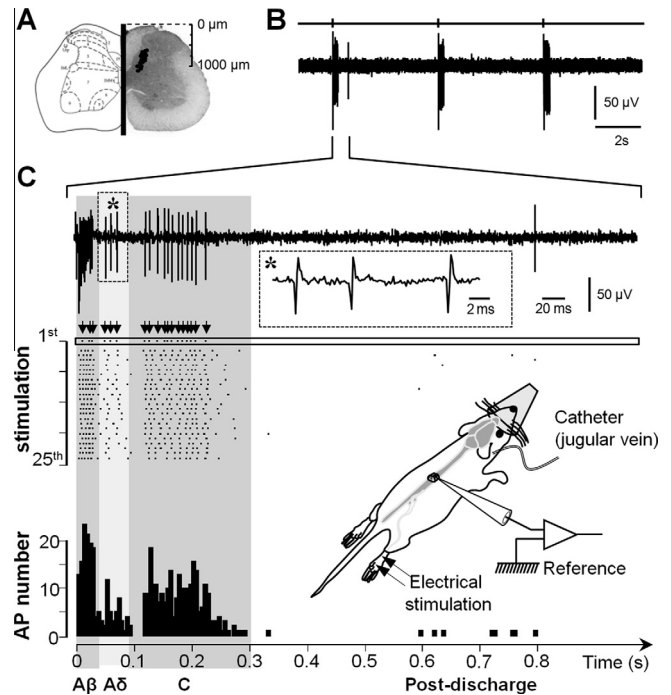 A
0 µm
1000 µm
B
50 µV
2s
C
*
*
2 ms
20 ms
50 µV
1st
stimulation
25th
Catheter
(jugular vein)
Reference
Electrical
stimulation
AP number
20
10
0
0 0.1 0.2 0.3 0.4 0.5 0.6 0.7 0.8 Time (s)
Aβ Aδ C Post-discharge